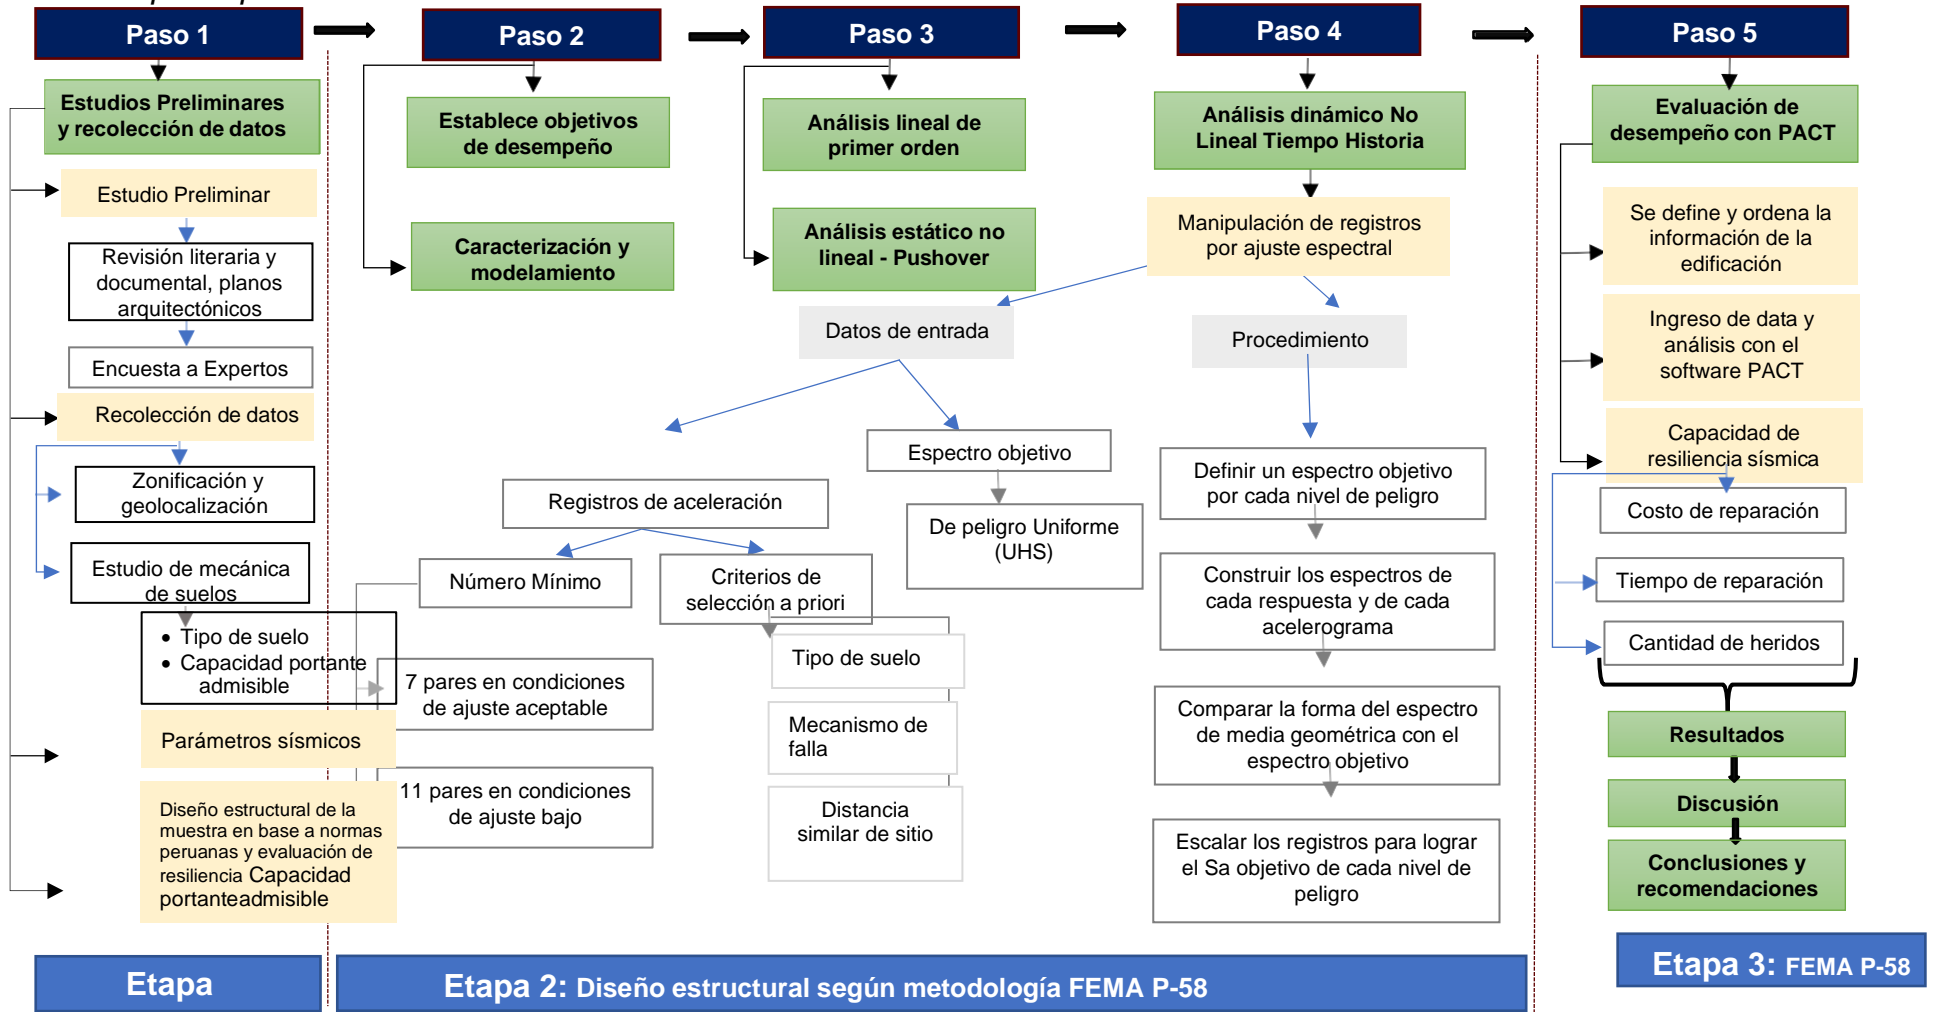 Paso 1
Estudios Preliminares
y recolección de datos
Estudio Preliminar
Revisión literaria y
documental, planos
arquitectónicos
Encuesta a Expertos
Recolección de datos
Zonificación y
geolocalización
Estudio de mecánica
de suelos
• Tipo de suelo
• Capacidad portante
admisible
Parámetros sísmicos
Diseño estructural de la
muestra en base a normas
peruanas y evaluación de
resiliencia Capacidad
portanteadmisible
Etapa
Paso 2
Establece objetivos
de desempeño
Caracterización y
modelamiento
Paso 3
Análisis lineal de
primer orden
Análisis estático no
lineal - Pushover
Paso 4
Análisis dinámico No
Lineal Tiempo Historia
Manipulación de registros
por ajuste espectral
Datos de entrada
Registros de aceleración
Número Mínimo
7 pares en condiciones
de ajuste aceptable
11 pares en condiciones
de ajuste bajo
Criterios de
selección a priori
Tipo de suelo
Mecanismo de
falla
Distancia
similar de sitio
Espectro objetivo
De peligro Uniforme
(UHS)
Procedimiento
Definir un espectro objetivo
por cada nivel de peligro
Construir los espectros de
cada respuesta y de cada
acelerograma
Comparar la forma del espectro
de media geométrica con el
espectro objetivo
Escalar los registros para lograr
el Sa objetivo de cada nivel de
peligro
Etapa 2: Diseño estructural según metodología FEMA P-58
Paso 5
Evaluación de
desempeño con PACT
Se define y ordena la
información de la
edificación
Ingreso de data y
análisis con el
software PACT
Capacidad de
resiliencia sísmica
Costo de reparación
Tiempo de reparación
Cantidad de heridos
Resultados
Discusión
Conclusiones y
recomendaciones
Etapa 3: FEMA P-58